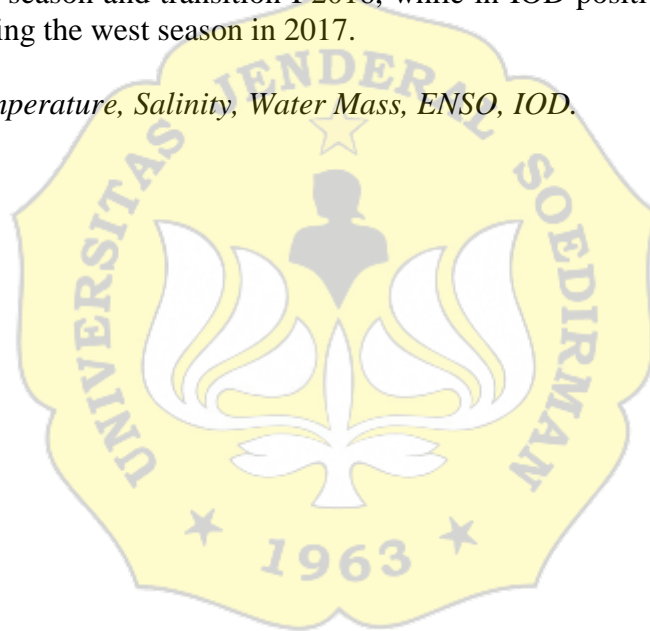 season and transition I 2016, while in IOD positi
ing the west season in 2017.
mperature, Salinity, Water Mass, ENSO, IOD.
UNIVERSITAS JENDERAL SOEDIRMAN
1963